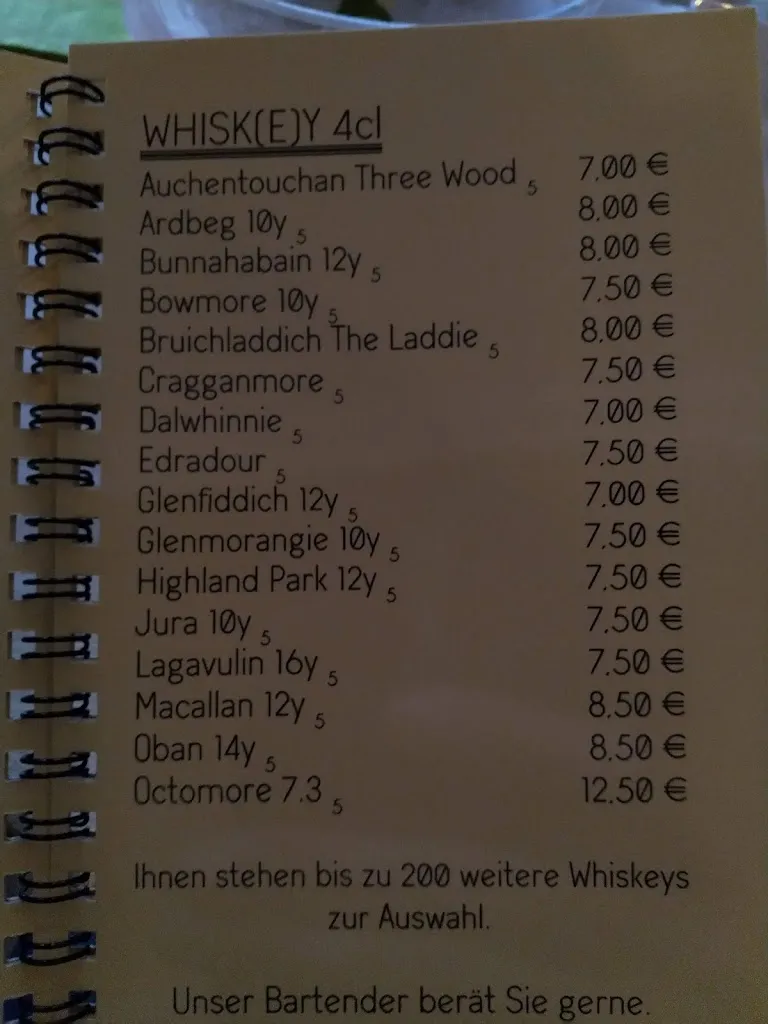 WHISK(E)Y 4cl
Auchentouchan Three Wood 5 7.00 €
Ardbeg 10y 5 8.00 €
Bunnahabain 12y 5 8.00 €
Bowmore 10y 5 7.50 €
Bruichladdich The Laddie 5 8.00 €
Cragganmore 5 7.50 €
Dalwhinnie 5 7.00 €
Edradour 5 7.50 €
Glenfiddich 12y 5 7.00 €
Glenmorangie 10y 5 7.50 €
Highland Park 12y 5 7.50 €
Jura 10y 5 7.50 €
Lagavulin 16y 5 7.50 €
Macallan 12y 5 8.50 €
Oban 14y 5 8.50 €
Octomore 7.3 5 12.50 €
Ihnen stehen bis zu 200 weitere Whiskeys
zur Auswahl.
Unser Bartender berät Sie gerne.